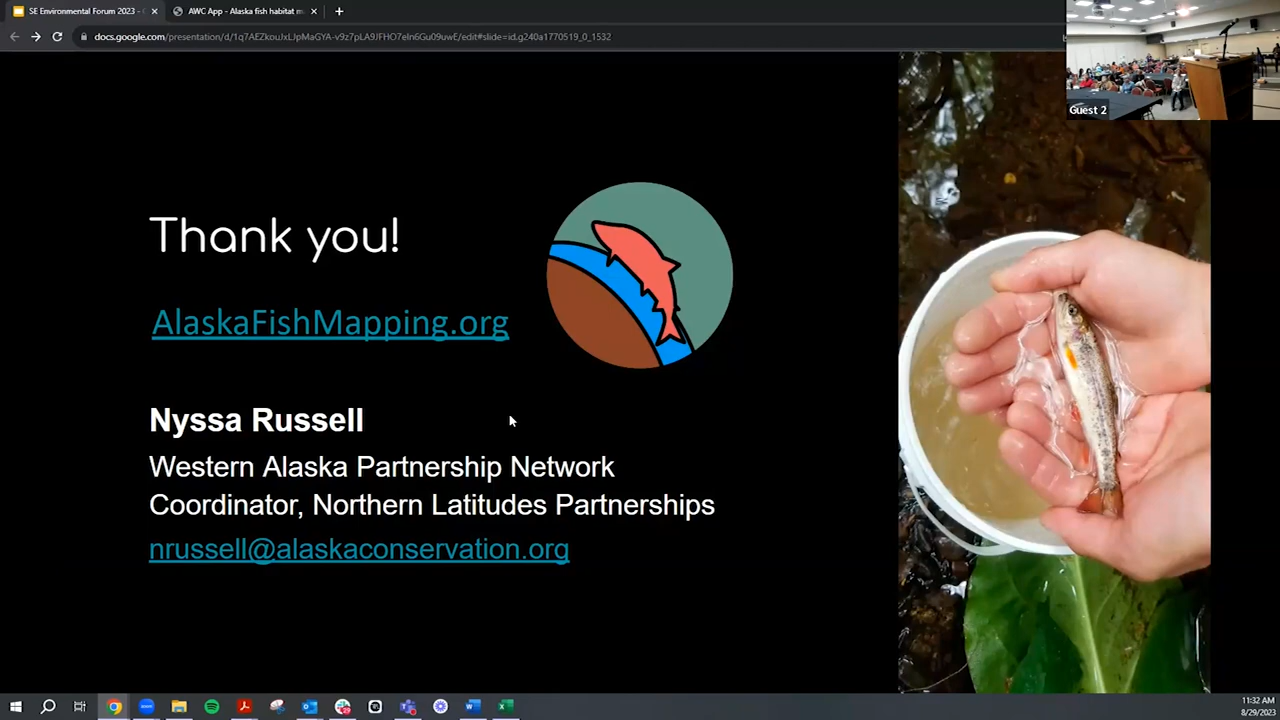 SE Environmental Forum 2023 -
AWC App - Alaska fish habitat m
docs.google.com/presentation/d/1q7AEZkouJxLJpMaGYA-v9z7pLA9JFHO7eln6Gu09uwE/edit#slide=id.g240a1770519_0_1532
Guest 2
Thank you!
AlaskaFishMapping.org
Nyssa Russell
Western Alaska Partnership Network
Coordinator, Northern Latitudes Partnerships
nrussell@alaskaconservation.org
11:32 AM
8/29/2023